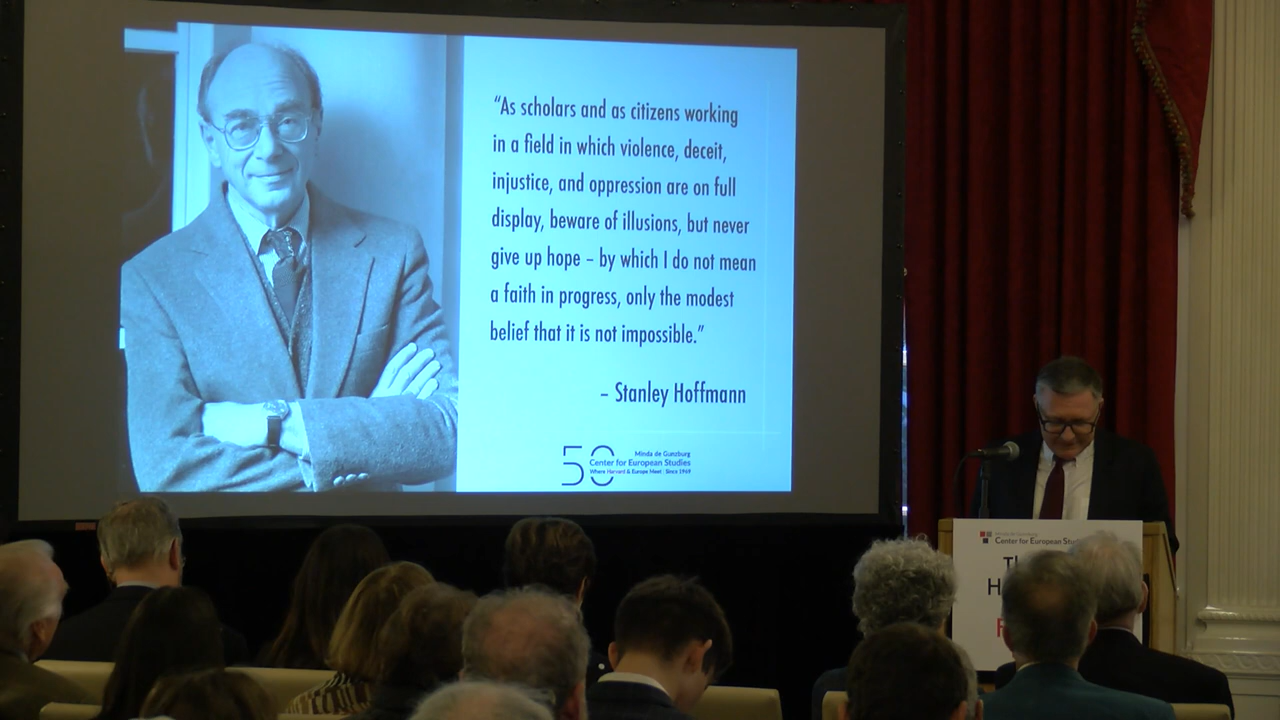 “As scholars and as citizens working
in a field in which violence, deceit,
injustice, and oppression are on full
display, beware of illusions, but never
give up hope – by which I do not mean
a faith in progress, only the modest
belief that it is not impossible.”
– Stanley Hoffmann
50
Minda de Gunzburg
Center for European Studies
Where Harvard & Europe Meet | Since 1969
Minda de Gunzburg
Center for European